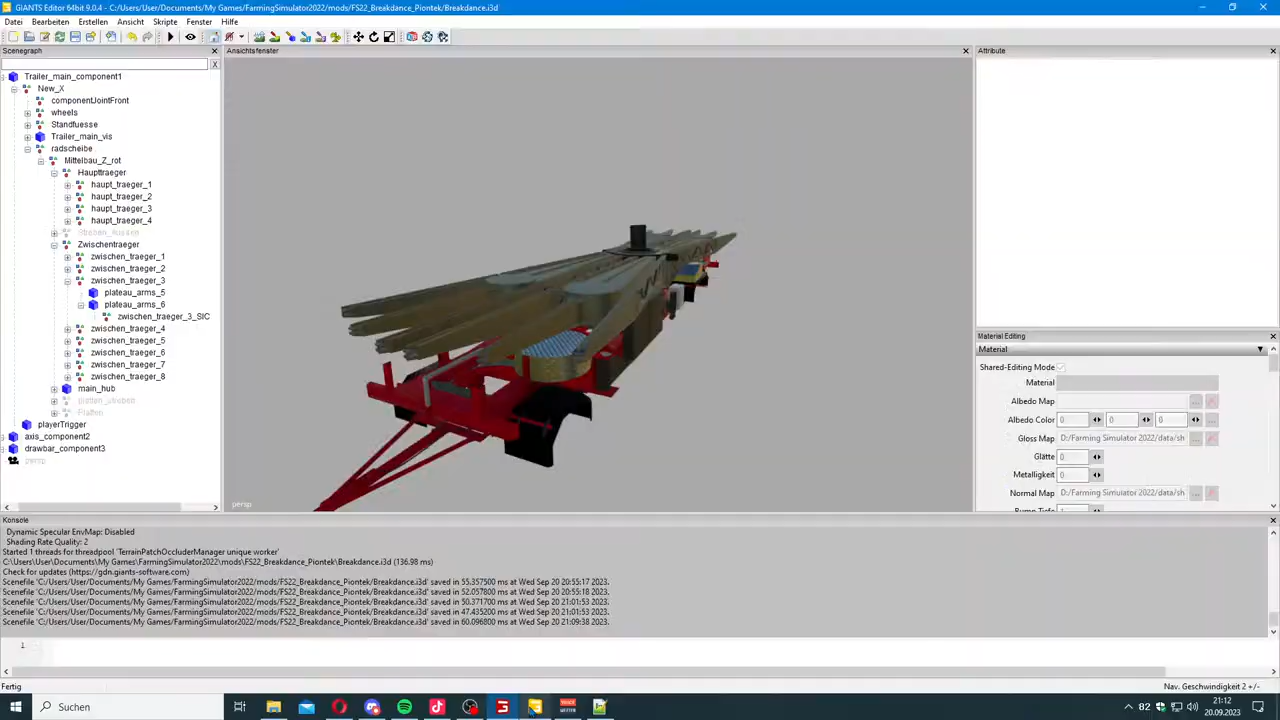 GIANTS Editor 64bit 9.0.4 - C:/Users/User/Documents/My Games/FarmingSimulator2022/mods/FS22_Breakdance_Piontek/Breakdance.i3d
Datei Bearbeiten Erstellen Ansicht Skripte Fenster Hilfe
Scenegraph
Ansichtsfenster
Attribute
X
Trailer_main_component1
New_X
componentJointFront
wheels
Standfuesse
Trailer_main_vis
radscheibe
Mittelbau_Z_rot
Haupttraeger
haupt_traeger_1
haupt_traeger_2
haupt_traeger_3
haupt_traeger_4
Zwischentraeger
zwischen_traeger_1
zwischen_traeger_2
zwischen_traeger_3
plateau_arms_5
plateau_arms_6
zwischen_traeger_3_SIC
zwischen_traeger_4
zwischen_traeger_5
zwischen_traeger_6
zwischen_traeger_7
zwischen_traeger_8
main_hub
Platten
playerTrigger
axis_component2
drawbar_component3
persp
persp
Material Editing
Material
Shared-Editing Mode
Material
Albedo Map
Albedo Color 0 0 0
Gloss Map D:/Farming Simulator 2022/data/sh
Glätte 0
Metalligkeit 0
Normal Map D:/Farming Simulator 2022/data/sh
Konsole
Dynamic Specular EnvMap: Disabled
Shading Rate Quality: 2
Started 1 threads for threadpool 'TerrainPatchOccluderManager unique worker'
C:\Users\User\Documents\My Games\FarmingSimulator2022\mods\FS22_Breakdance_Piontek\Breakdance.i3d (136.98 ms)
Check for updates (https://gdn.giants-software.com)
Scenefile 'C:/Users/User/Documents/My Games/FarmingSimulator2022/mods/FS22_Breakdance_Piontek/Breakdance.i3d' saved in 55.357500 ms at Wed Sep 20 20:55:17 2023.
Scenefile 'C:/Users/User/Documents/My Games/FarmingSimulator2022/mods/FS22_Breakdance_Piontek/Breakdance.i3d' saved in 52.057800 ms at Wed Sep 20 20:55:18 2023.
Scenefile 'C:/Users/User/Documents/My Games/FarmingSimulator2022/mods/FS22_Breakdance_Piontek/Breakdance.i3d' saved in 50.371700 ms at Wed Sep 20 21:01:53 2023.
Scenefile 'C:/Users/User/Documents/My Games/FarmingSimulator2022/mods/FS22_Breakdance_Piontek/Breakdance.i3d' saved in 47.435200 ms at Wed Sep 20 21:01:53 2023.
Scenefile 'C:/Users/User/Documents/My Games/FarmingSimulator2022/mods/FS22_Breakdance_Piontek/Breakdance.i3d' saved in 60.096800 ms at Wed Sep 20 21:09:38 2023.
1
Fertig
Nav. Geschwindigkeit 2 +/-
Suchen
82
21:12
20.09.2023